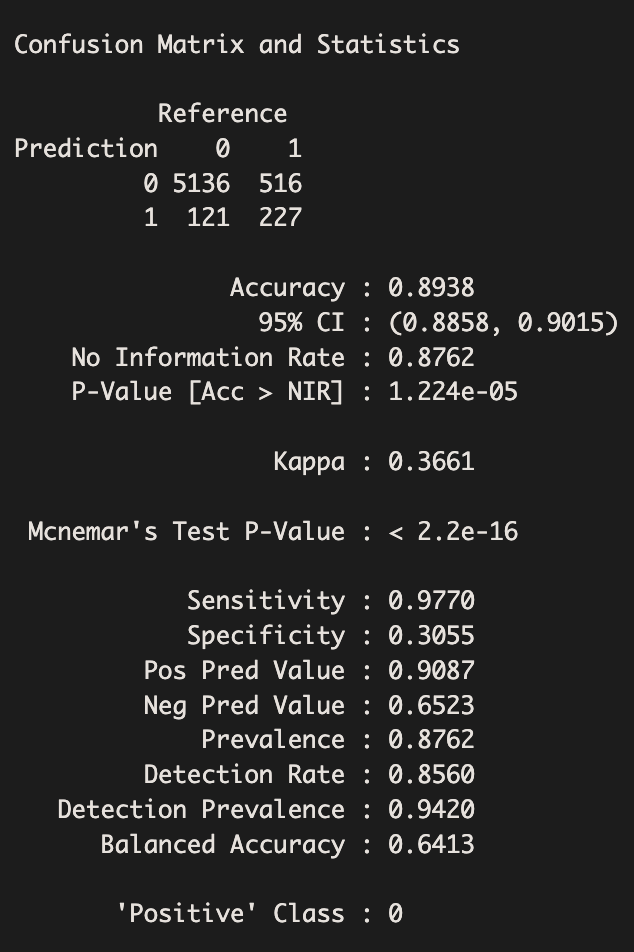 Confusion Matrix and Statistics
Reference
Prediction 0 1
0 5136 516
1 121 227
Accuracy : 0.8938
95% CI : (0.8858, 0.9015)
No Information Rate : 0.8762
P-Value [Acc > NIR] : 1.224e-05
Kappa : 0.3661
Mcnemar's Test P-Value : < 2.2e-16
Sensitivity : 0.9770
Specificity : 0.3055
Pos Pred Value : 0.9087
Neg Pred Value : 0.6523
Prevalence : 0.8762
Detection Rate : 0.8560
Detection Prevalence : 0.9420
Balanced Accuracy : 0.6413
'Positive' Class : 0